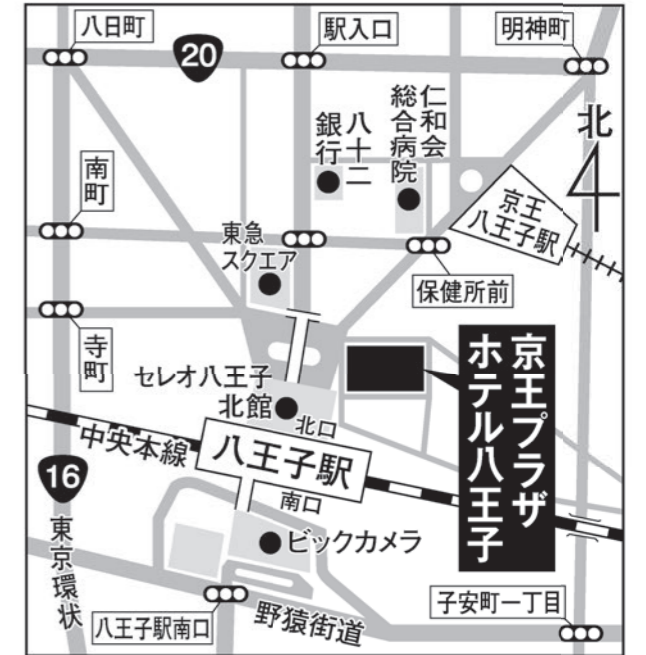 八日町
20
駅入口
明神町
北
仁和会
総合病院
八十二
銀行
南町
京王
八王子駅
東急
スクエア
保健所前
寺町
セレオ八王子
北館
北口
京王プラザ
ホテル八王子
中央本線
八王子駅
南口
16
東京環状
ビックカメラ
八王子駅南口
野猿街道
子安町一丁目